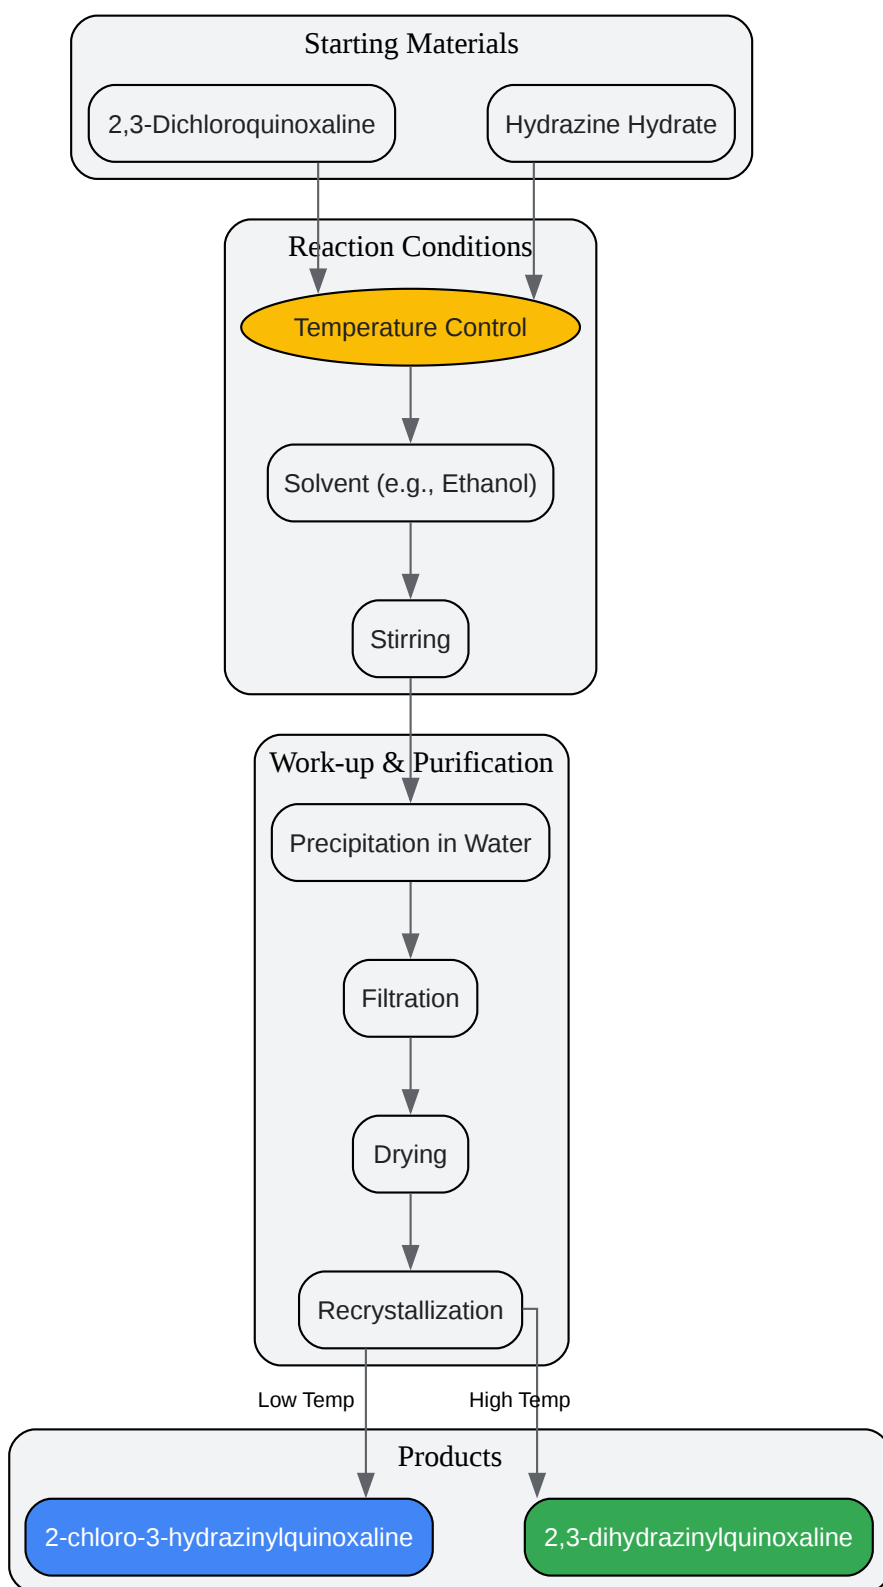 Starting Materials
2,3-Dichloroquinoxaline
Hydrazine Hydrate
Reaction Conditions
Temperature Control
Solvent (e.g., Ethanol)
Stirring
Work-up & Purification
Precipitation in Water
Filtration
Drying
Recrystallization
Low Temp
High Temp
Products
2-chloro-3-hydrazinylquinoxaline
2,3-dihydrazinylquinoxaline